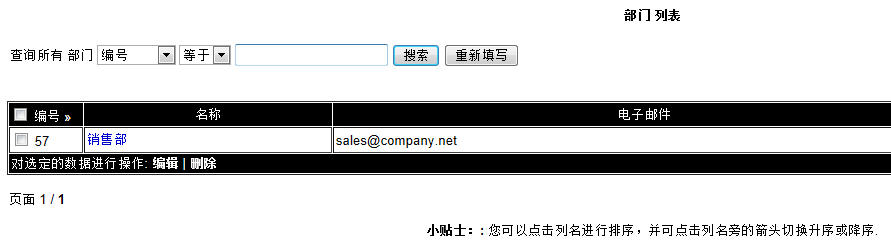 部门 列表
查询所有 部门 编号 等于 搜索 重新填写
编号 » 名称 电子邮件
57 销售部 sales@company.net
对选定的数据进行操作: 编辑 | 删除
页面 1 / 1
小贴士：: 您可以点击列名进行排序，并可点击列名旁的箭头切换升序或降序.